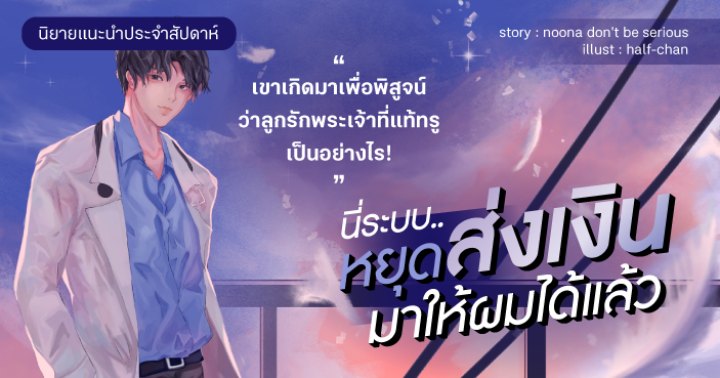 นิยายแนะนำประจำสัปดาห์
story : noona don't be serious
illust : half-chan
“
เขาเกิดมาเพื่อพิสูจน์
ว่าลูกรักพระเจ้าที่แท้ทรู
เป็นอย่างไร!
”
นี่ระบบ..
หยุดส่งเงิน
มาให้ผมได้แล้ว